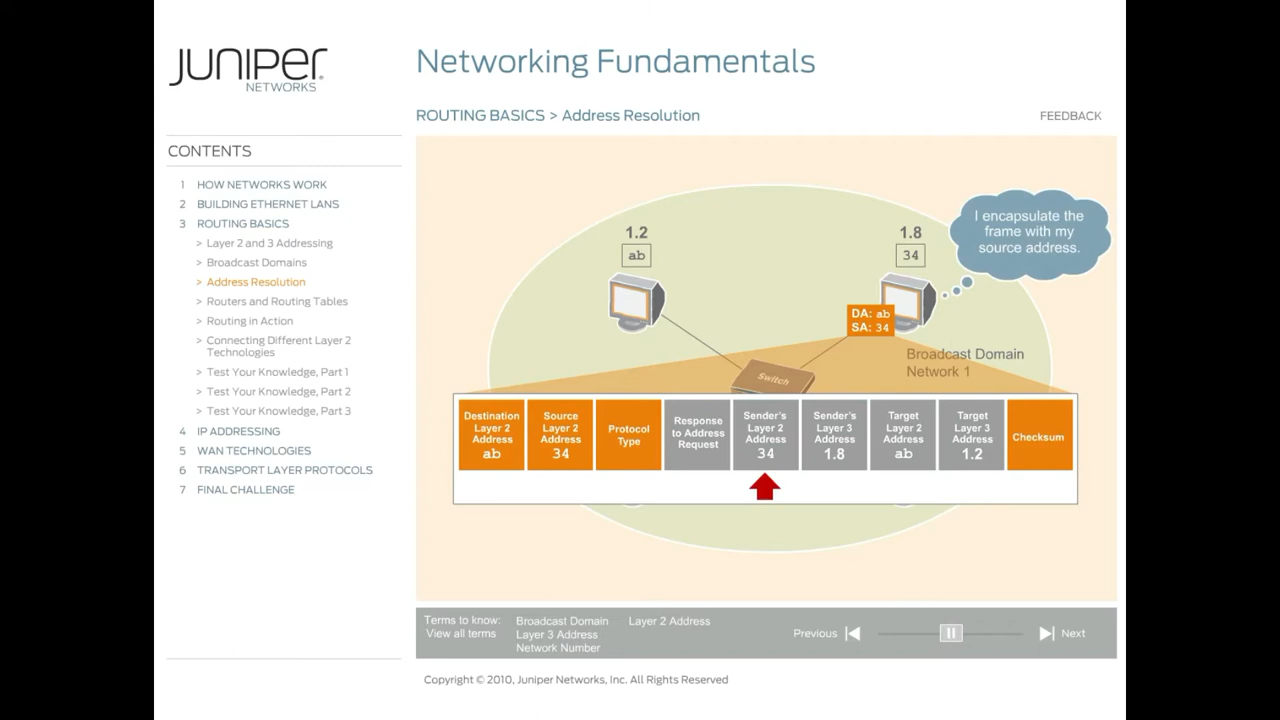 JUNIPER
NETWORKS
Networking Fundamentals
ROUTING BASICS > Address Resolution
FEEDBACK
CONTENTS
1 HOW NETWORKS WORK
2 BUILDING ETHERNET LANS
3 ROUTING BASICS
> Layer 2 and 3 Addressing
> Broadcast Domains
> Address Resolution
> Routers and Routing Tables
> Routing in Action
> Connecting Different Layer 2
Technologies
> Test Your Knowledge, Part 1
> Test Your Knowledge, Part 2
> Test Your Knowledge, Part 3
4 IP ADDRESSING
5 WAN TECHNOLOGIES
6 TRANSPORT LAYER PROTOCOLS
7 FINAL CHALLENGE
1.2
ab
1.8
34
I encapsulate the
frame with my
source address.
DA: ab
SA: 34
Broadcast Domain
Network 1
Switch
Destination
Layer 2
Address
ab
Source
Layer 2
Address
34
Protocol
Type
Response
to Address
Request
Sender's
Layer 2
Address
34
Sender's
Layer 3
Address
1.8
Target
Layer 2
Address
ab
Target
Layer 3
Address
1.2
Checksum
Terms to know:
View all terms
Broadcast Domain
Layer 3 Address
Network Number
Layer 2 Address
Previous
Next
Copyright © 2010, Juniper Networks, Inc. All Rights Reserved